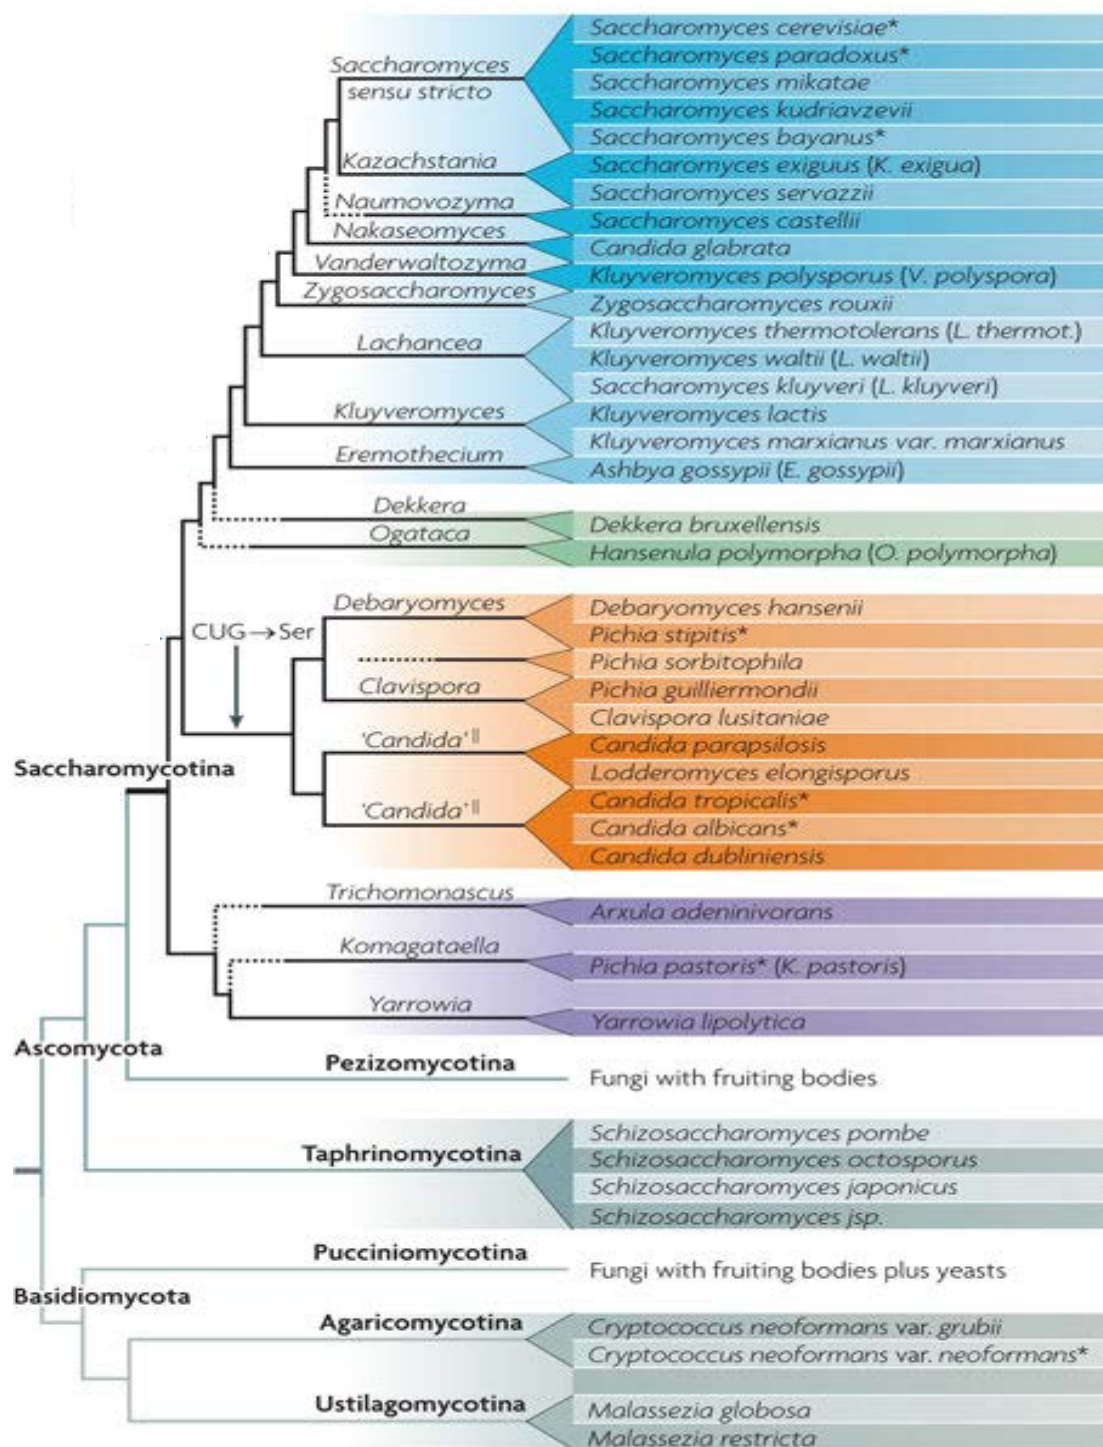 Saccharomyces cerevisiae*
Saccharomyces
sensu stricto
Saccharomyces paradoxus*
Saccharomyces mikatae
Saccharomyces kudriavzevii
Saccharomyces bayanus*
Kazachstania
Saccharomyces exiguus (K. exigua)
Saccharomyces servazzii
Naumovozyma
Saccharomyces castellii
Nakaseomyces
Candida glabrata
Vanderwaltozyma
Kluyveromyces polysporus (V. polyspora)
Zygosaccharomyces
Zygosaccharomyces rouxii
Kluyveromyces thermotolerans (L. thermot.)
Lachancea
Kluyveromyces waltii (L. waltii)
Saccharomyces kluyveri (L. kluyveri)
Kluyveromyces
Kluyveromyces lactis
Kluyveromyces marxianus var. marxianus
Eremothecium
Ashbya gossypii (E. gossypii)
Dekkera
Dekkera bruxellensis
Ogataca
Hansenula polymorpha (O. polymorpha)
Debaryomyces
Debaryomyces hansenii
CUG→Ser
Pichia stipitis*
Pichia sorbitophila
Clavispora
Pichia guilliermondii
Clavispora lusitaniae
'Candida' ||
Candida parapsilosis
Saccharomycotina
Lodderomyces elongisporus
'Candida' ||
Candida tropicalis*
Candida albicans*
Candida dubliniensis
Trichomonascus
Arxula adeninivorans
Komagataella
Pichia pastoris* (K. pastoris)
Yarrowia
Yarrowia lipolytica
Ascomycota
Pezizomycotina
Fungi with fruiting bodies
Schizosaccharomyces pombe
Taphrinomycotina
Schizosaccharomyces octosporus
Schizosaccharomyces japonicus
Schizosaccharomyces jsp.
Pucciniomycotina
Fungi with fruiting bodies plus yeasts
Basidiomycota
Agaricomycotina
Cryptococcus neoformans var. grubii
Cryptococcus neoformans var. neoformans*
Ustilagomycotina
Malassezia globosa
Malassezia restricta